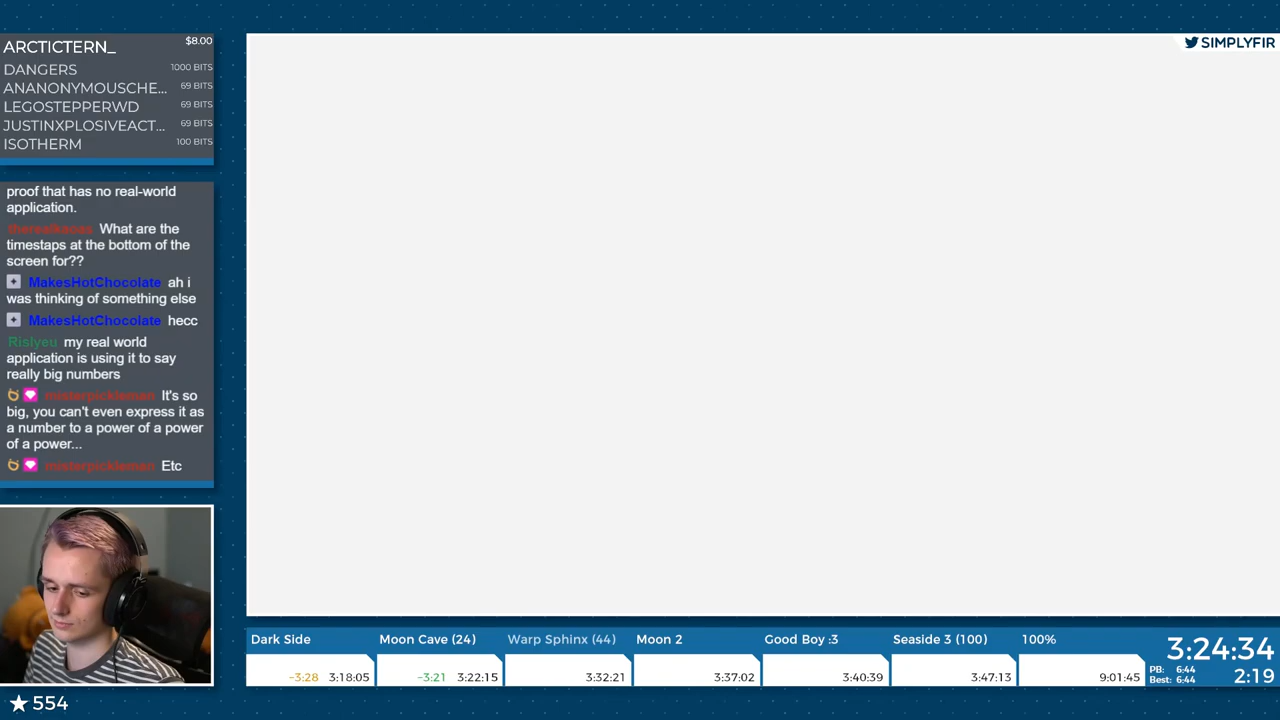 ARCTICTERN_ $8.00
DANGERS 1000 BITS
ANANONYMOUSCHE... 69 BITS
LEGOSTEPPERWD 69 BITS
JUSTINXPLOSIVEACT... 69 BITS
ISOTHERM 100 BITS
SIMPLYFIR
proof that has no real-world
application.
therealkaoss What are the
timestaps at the bottom of the
screen for??
MakesHotChocolate ah i
was thinking of something else
MakesHotChocolate hecc
Rislyeu my real world
application is using it to say
really big numbers
misterpickleman It's so
big, you can't even express it as
a number to a power of a power
of a power...
misterpickleman Etc
Dark Side
-3:28 3:18:05
Moon Cave (24)
-3:21 3:22:15
Warp Sphinx (44)
3:32:21
Moon 2
3:37:02
Good Boy :3
3:40:39
Seaside 3 (100)
3:47:13
100%
9:01:45
3:24:34
PB: 6:44
Best: 6:44
2:19
554